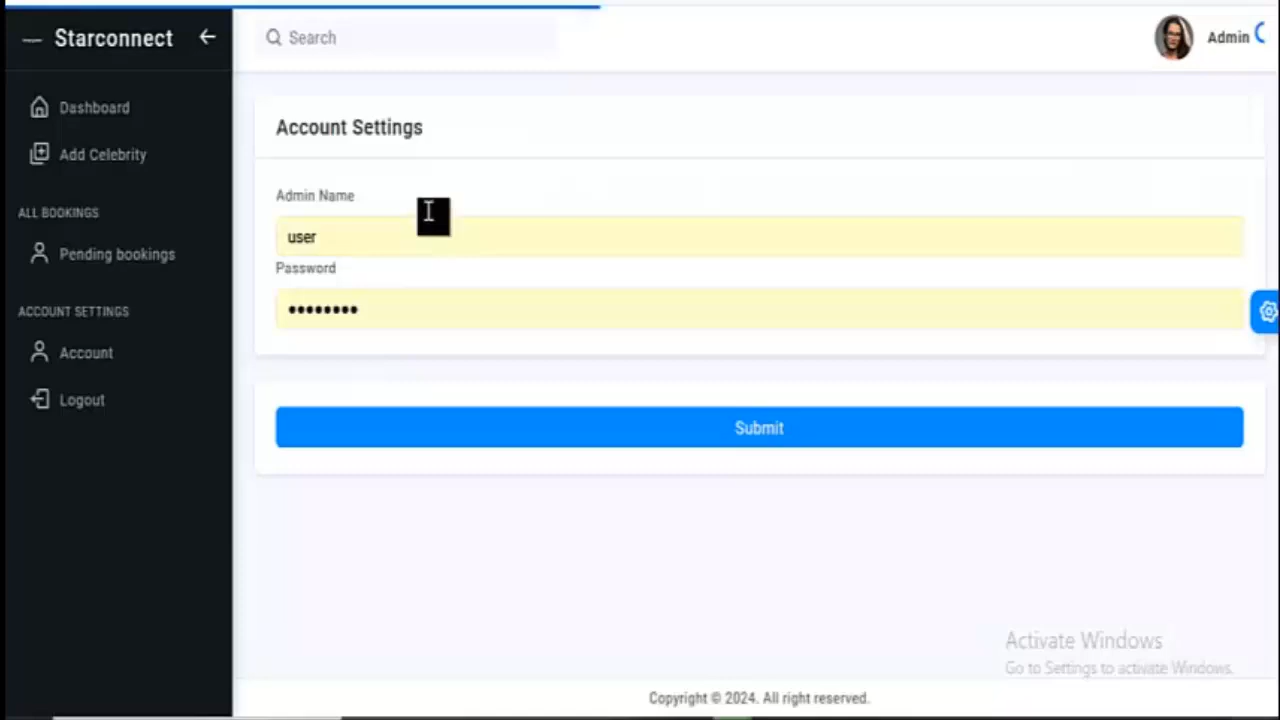 Starconnect
Search
Admin
Dashboard
Add Celebrity
ALL BOOKINGS
Pending bookings
ACCOUNT SETTINGS
Account
Logout
Account Settings
Admin Name
user
Password
••••••••
Submit
Activate Windows
Go to Settings to activate Windows.
Copyright © 2024. All right reserved.